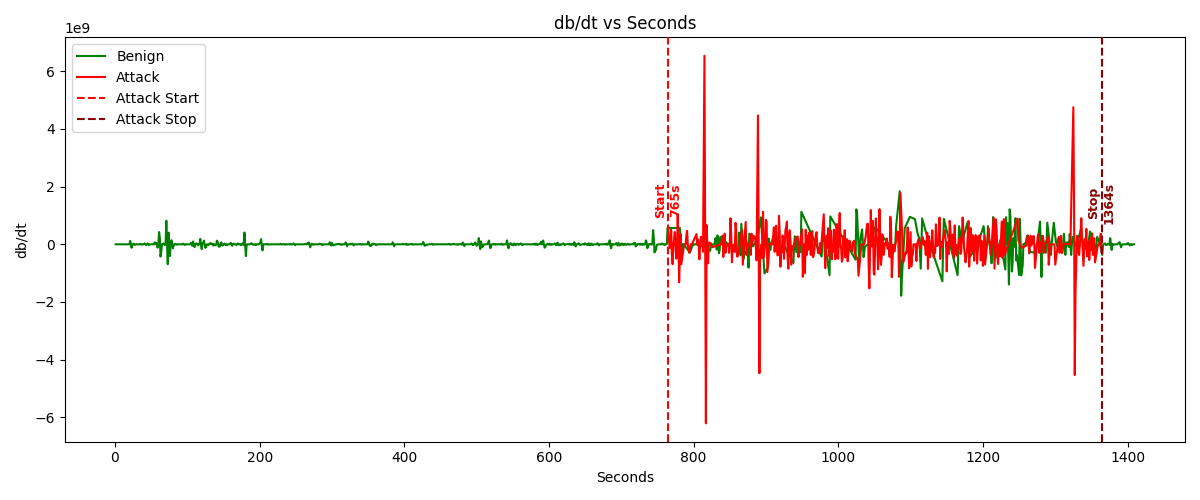 db/dt vs Seconds
1e9
Benign
Attack
Attack Start
Attack Stop
6
4
2
0
−2
−4
−6
db/dt
Start
765s
Stop
1364s
0 200 400 600 800 1000 1200 1400
Seconds